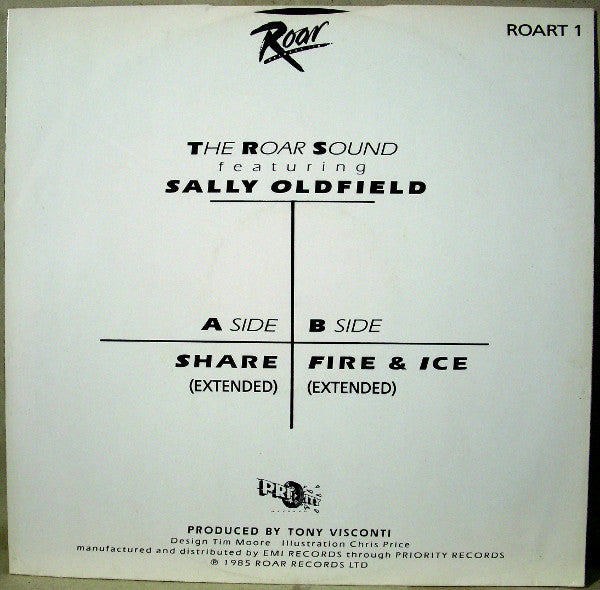 Roar
ROART 1
THE ROAR SOUND
featuring
SALLY OLDFIELD
A SIDE
B SIDE
SHARE
FIRE & ICE
(EXTENDED)
(EXTENDED)
PRIORITY
PRODUCED BY TONY VISCONTI
Design Tim Moore Illustration Chris Price
manufactured and distributed by EMI RECORDS through PRIORITY RECORDS
℗ 1985 ROAR RECORDS LTD